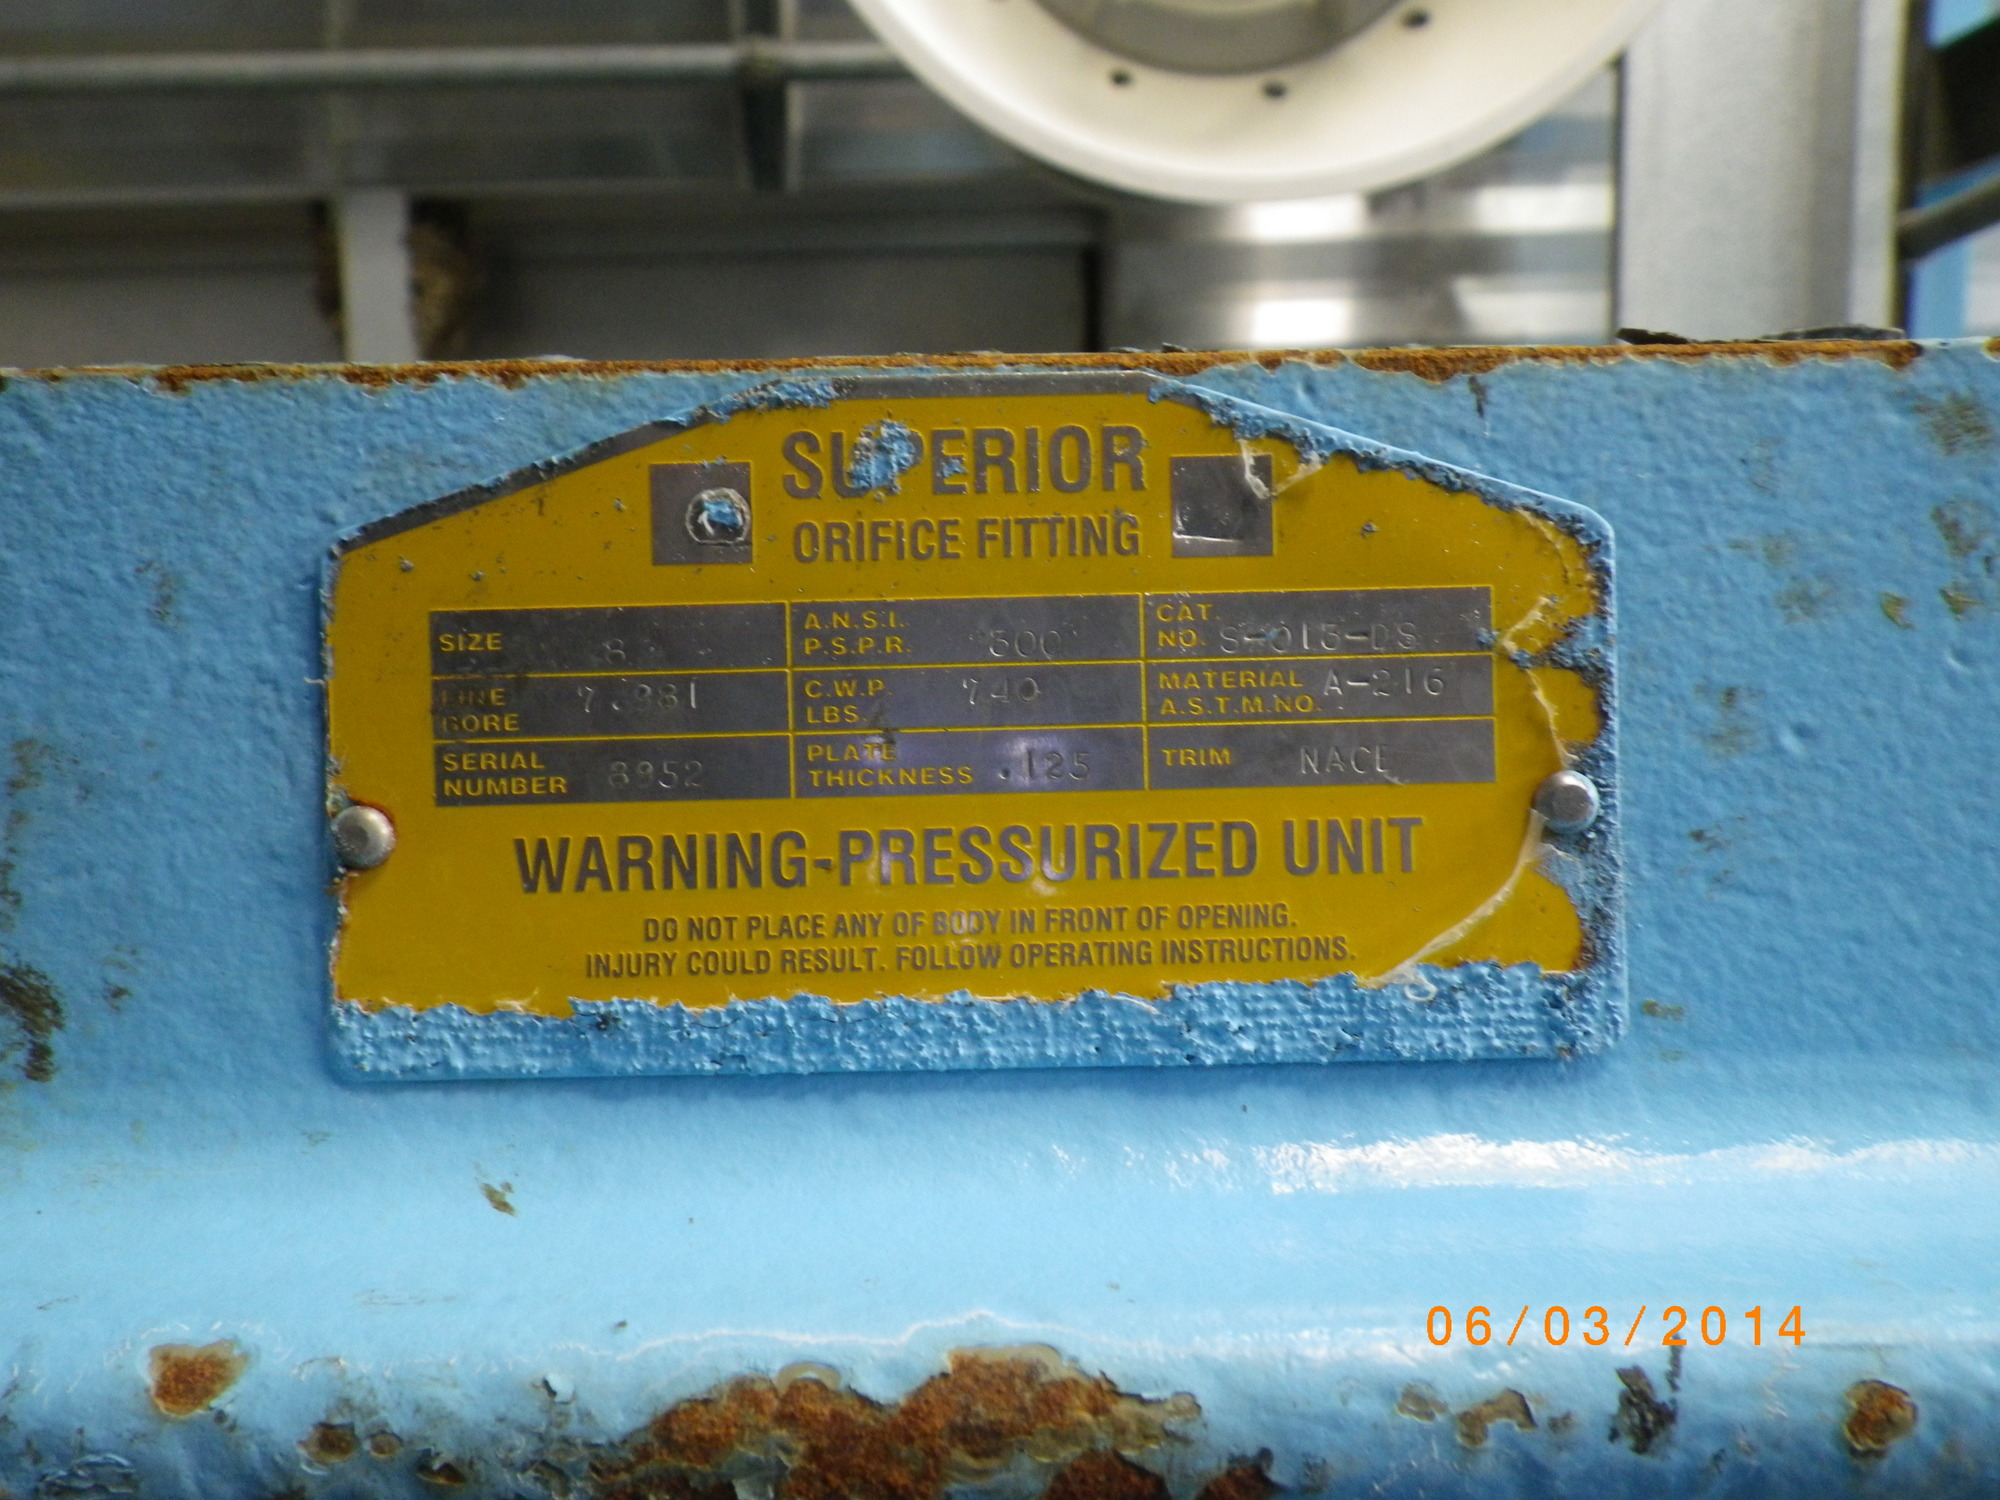 SUPERIOR
ORIFICE FITTING
SIZE 8
A.N.S.I. P.S.P.R. 300
CAT. NO.
LINE BORE 7.981
C.W.P. LBS. 740
MATERIAL A.S.T.M.NO. A-216
SERIAL NUMBER 8952
PLATE THICKNESS .125
TRIM NACE
WARNING-PRESSURIZED UNIT
DO NOT PLACE ANY OF BODY IN FRONT OF OPENING.
INJURY COULD RESULT. FOLLOW OPERATING INSTRUCTIONS.
06/03/2014